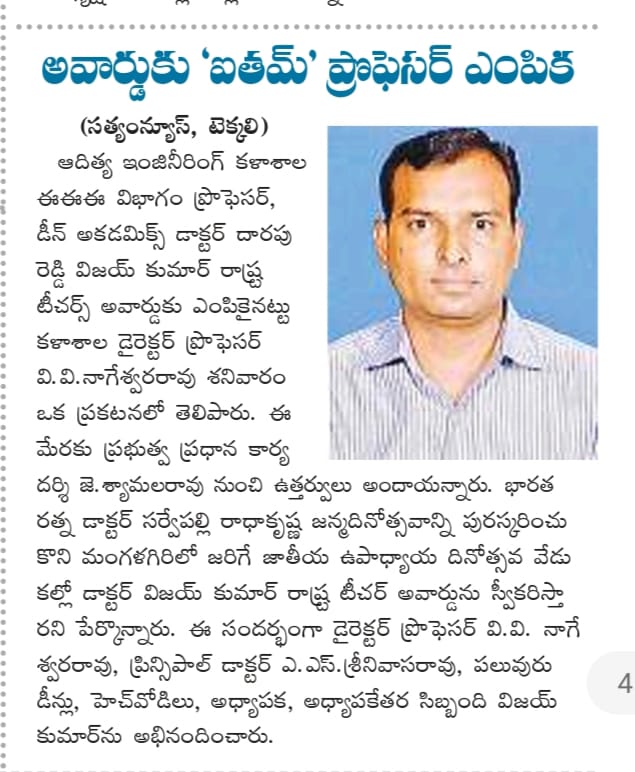 అవార్డుకు ‘ఐతమ్’ ప్రొఫెసర్ ఎంపిక
(సత్యంన్యూస్, టెక్కలి)
ఆదిత్య ఇంజినీరింగ్ కళాశాల
ఈఈఈ విభాగం ప్రొఫెసర్,
డీన్ అకడమిక్స్ డాక్టర్ దారపు
రెడ్డి విజయ్ కుమార్ రాష్ట్ర
టీచర్స్ అవార్డుకు ఎంపికైనట్టు
కళాశాల డైరెక్టర్ ప్రొఫెసర్
వి.వి.నాగేశ్వరరావు శనివారం
ఒక ప్రకటనలో తెలిపారు. ఈ
మేరకు ప్రభుత్వ ప్రధాన కార్య
దర్శి జె.శ్యామలరావు నుంచి ఉత్తర్వులు అందాయన్నారు. భారత
రత్న డాక్టర్ సర్వేపల్లి రాధాకృష్ణ జన్మదినోత్సవాన్ని పురస్కరించు
కొని మంగళగిరిలో జరిగే జాతీయ ఉపాధ్యాయ దినోత్సవ వేడు
కల్లో డాక్టర్ విజయ్ కుమార్ రాష్ట్ర టీచర్ అవార్డును స్వీకరిస్తా
రని పేర్కొన్నారు. ఈ సందర్భంగా డైరెక్టర్ ప్రొఫెసర్ వి.వి. నాగే
శ్వరరావు, ప్రిన్సిపాల్ డాక్టర్ ఎ.ఎస్.శ్రీనివాసరావు, పలువురు
డీన్లు, హెచ్‌వోడిలు, అధ్యాపక, అధ్యాపకేతర సిబ్బంది విజయ్
కుమార్‌ను అభినందించారు.
4